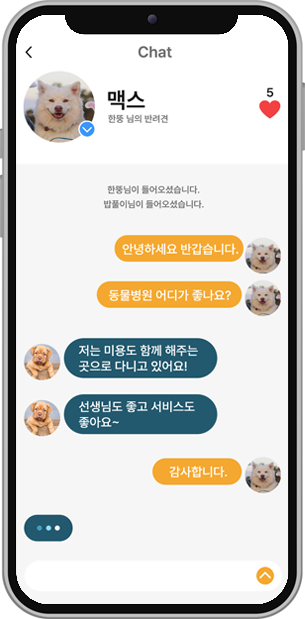 Chat
맥스
한뚱 님의 반려견
5
한뚱님이 들어오셨습니다.
밥풀이님이 들어오셨습니다.
안녕하세요 반갑습니다.
동물병원 어디가 좋나요?
저는 미용도 함께 해주는
곳으로 다니고 있어요!
선생님도 좋고 서비스도
좋아요~
감사합니다.